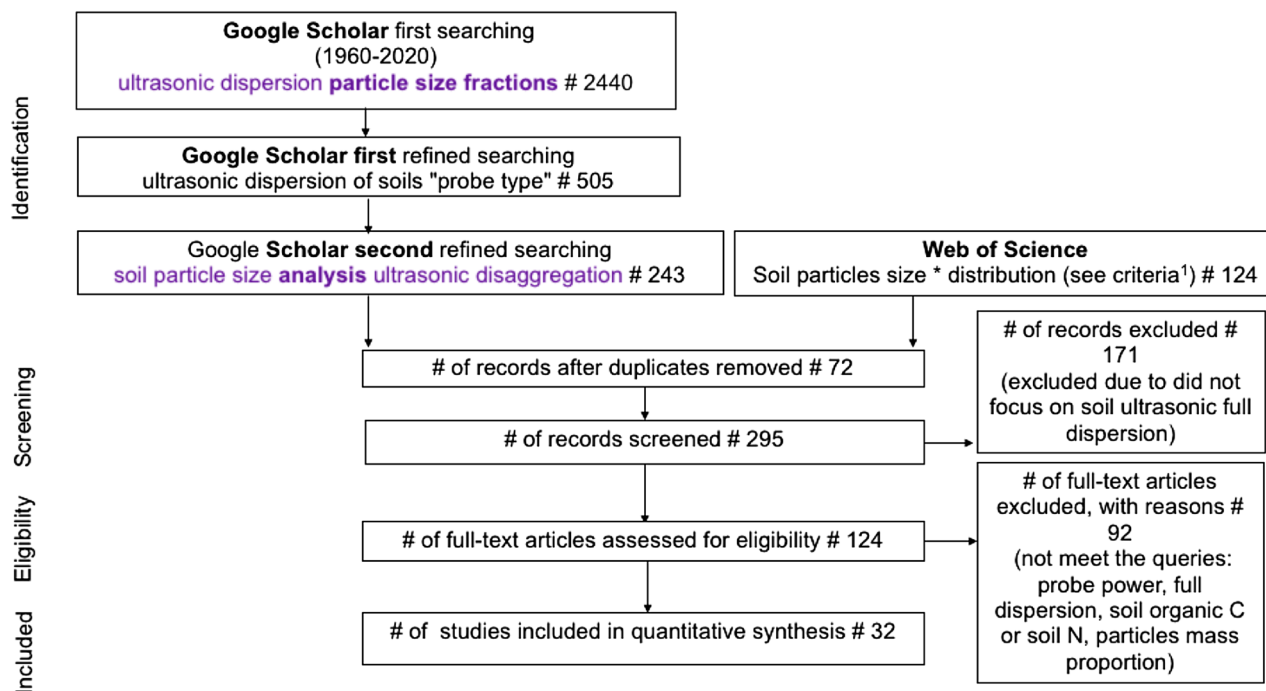 Google Scholar first searching
(1960-2020)
ultrasonic dispersion particle size fractions # 2440
Identification
Google Scholar first refined searching
ultrasonic dispersion of soils "probe type" # 505
Google Scholar second refined searching
soil particle size analysis ultrasonic disaggregation # 243
Web of Science
Soil particles size * distribution (see criteria¹) # 124
Screening
# of records after duplicates removed # 72
# of records screened # 295
# of records excluded #
171
(excluded due to did not
focus on soil ultrasonic full
dispersion)
Eligibility
# of full-text articles assessed for eligibility # 124
# of full-text articles
excluded, with reasons #
92
(not meet the queries:
probe power, full
dispersion, soil organic C
or soil N, particles mass
proportion)
Included
# of studies included in quantitative synthesis # 32